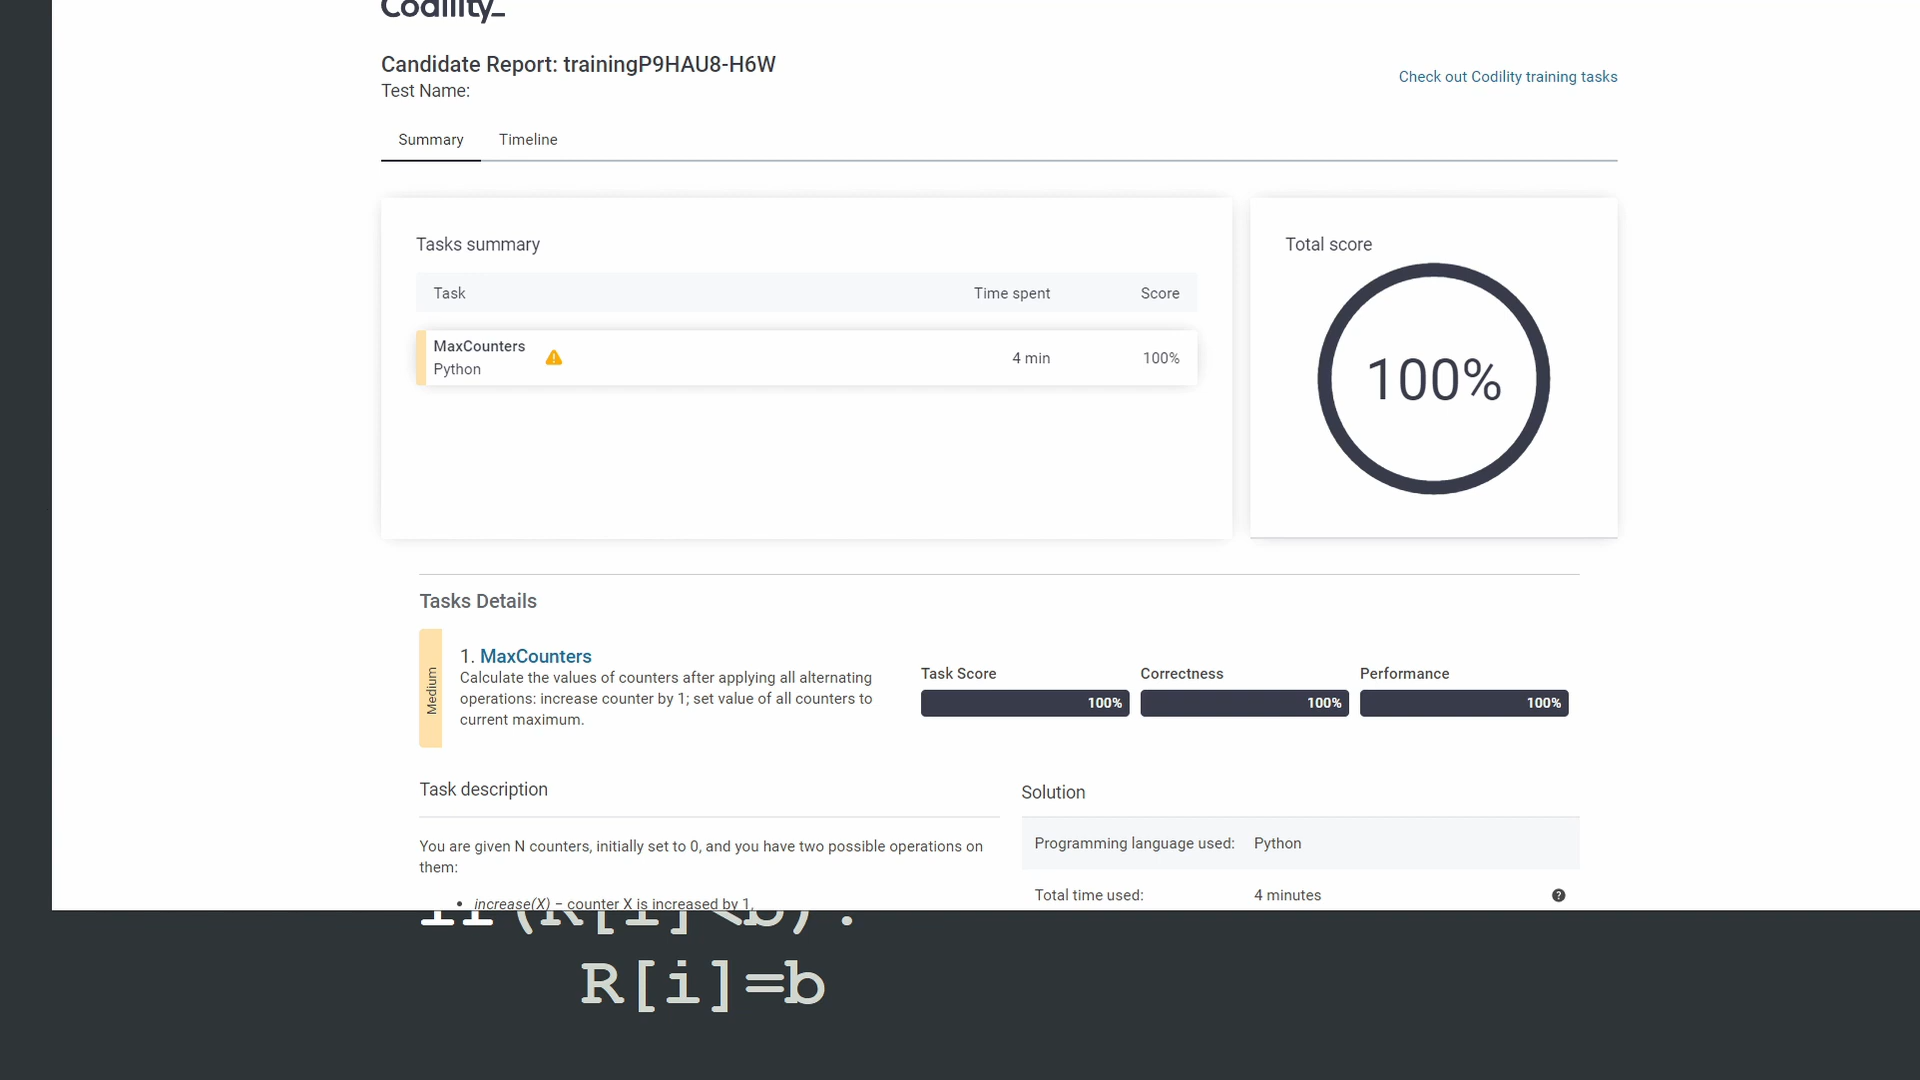 Codility_
Candidate Report: trainingP9HAU8-H6W
Test Name:
Check out Codility training tasks
Summary
Timeline
Tasks summary
Task
Time spent
Score
MaxCounters
Python
4 min
100%
Total score
100%
Tasks Details
Medium
1. MaxCounters
Calculate the values of counters after applying all alternating
operations: increase counter by 1; set value of all counters to
current maximum.
Task Score
100%
Correctness
100%
Performance
100%
Task description
You are given N counters, initially set to 0, and you have two possible operations on
them:
• increase(X) − counter X is increased by 1,
Solution
Programming language used: Python
Total time used: 4 minutes
?
if(R[i]<b):
R[i]=b